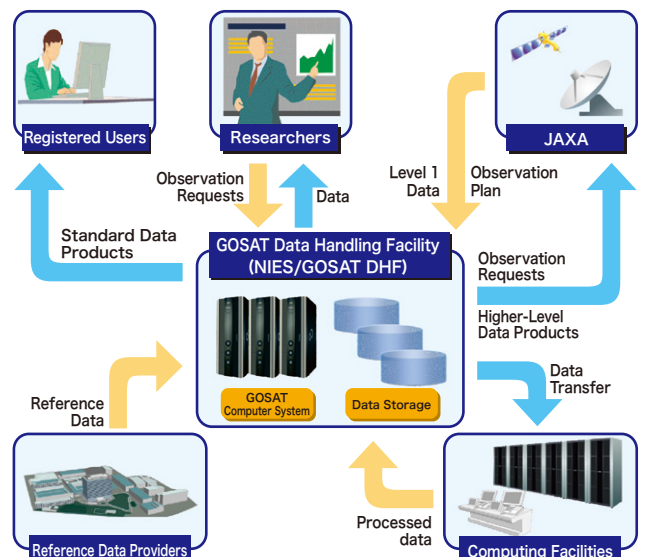 Registered Users
Researchers
JAXA
Observation
Requests
Data
Level 1
Data
Observation
Plan
Standard Data
Products
GOSAT Data Handling Facility
(NIES/GOSAT DHF)
Observation
Requests
Higher-Level
Data Products
GOSAT
Computer System
Data Storage
Data
Transfer
Reference
Data
Processed
data
Reference Data Providers
Computing Facilities